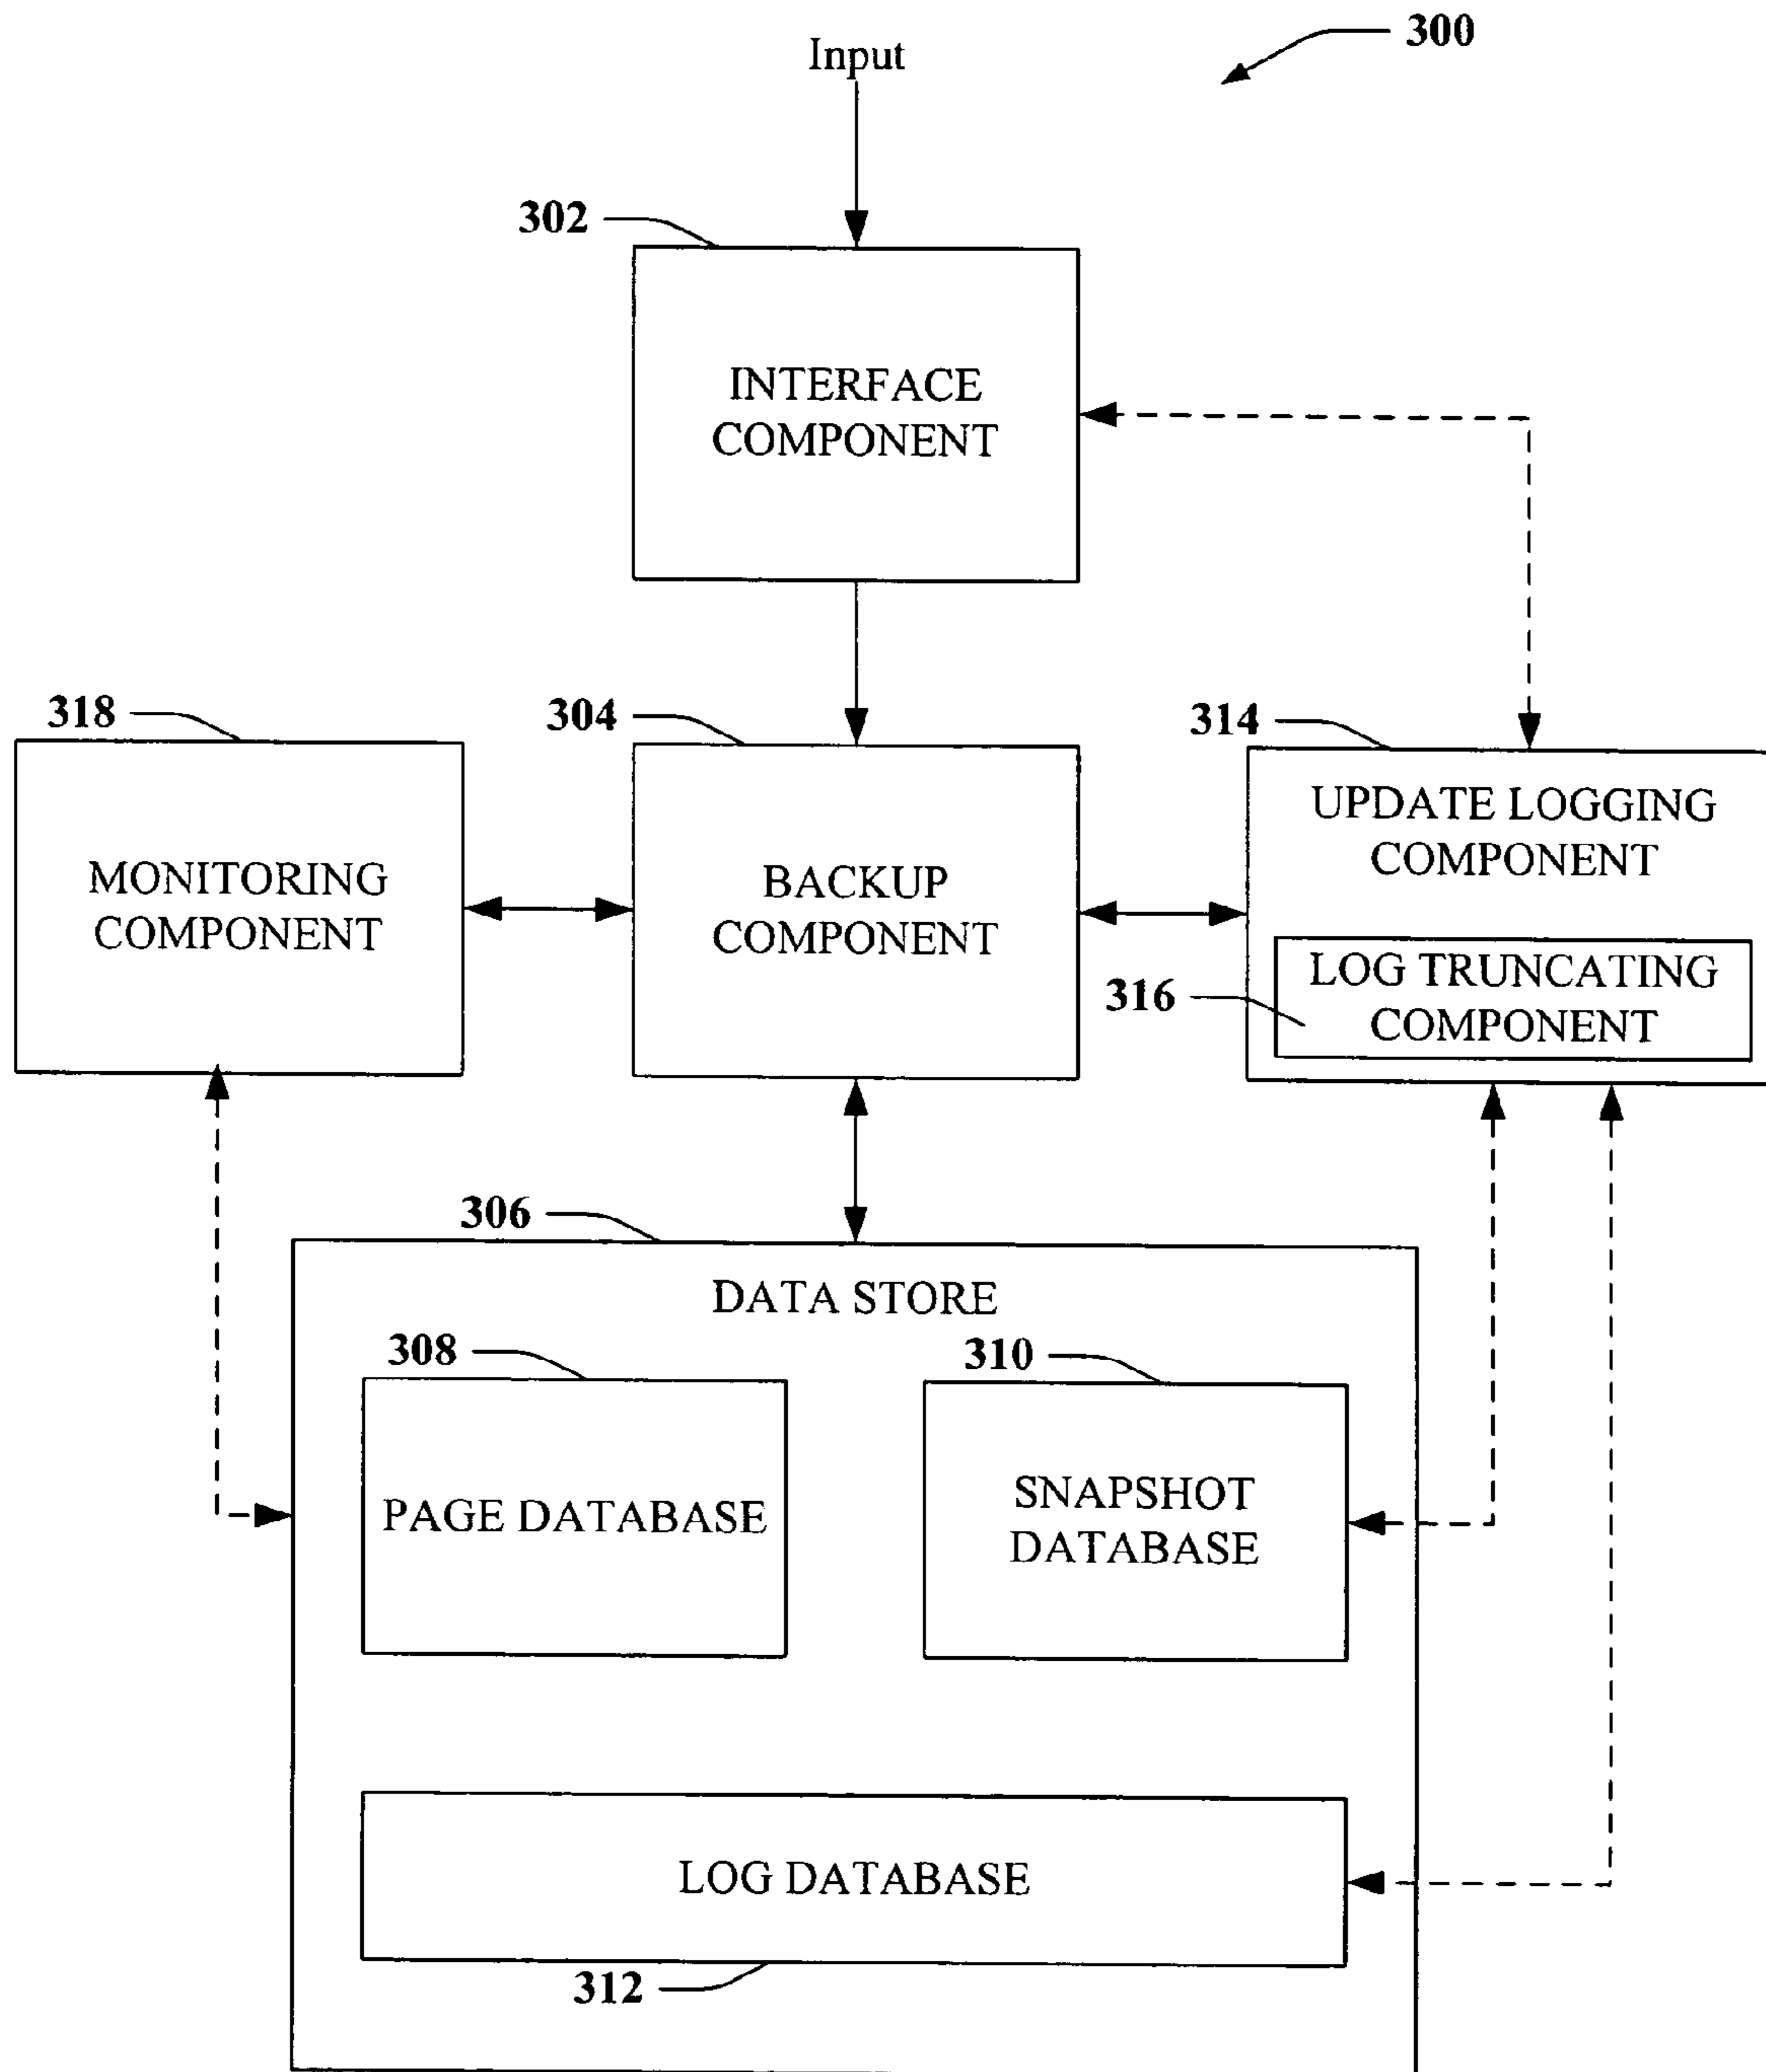 300
Input
302
INTERFACE
COMPONENT
318
304
314
MONITORING
COMPONENT
BACKUP
COMPONENT
UPDATE LOGGING
COMPONENT
316
LOG TRUNCATING
COMPONENT
306
DATA STORE
308
310
PAGE DATABASE
SNAPSHOT
DATABASE
LOG DATABASE
312